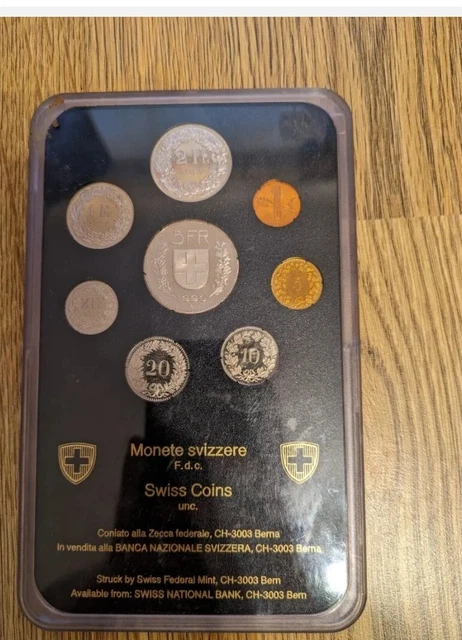 2 Fr.
5 FR
5
20
10
Monete svizzere
F.d.c.
Swiss Coins
unc.
Coniato alla Zecca federale, CH-3003 Berna
In vendita alla BANCA NAZIONALE SVIZZERA, CH-3003 Berna
Struck by Swiss Federal Mint, CH-3003 Bern
Available from: SWISS NATIONAL BANK, CH-3003 Bern